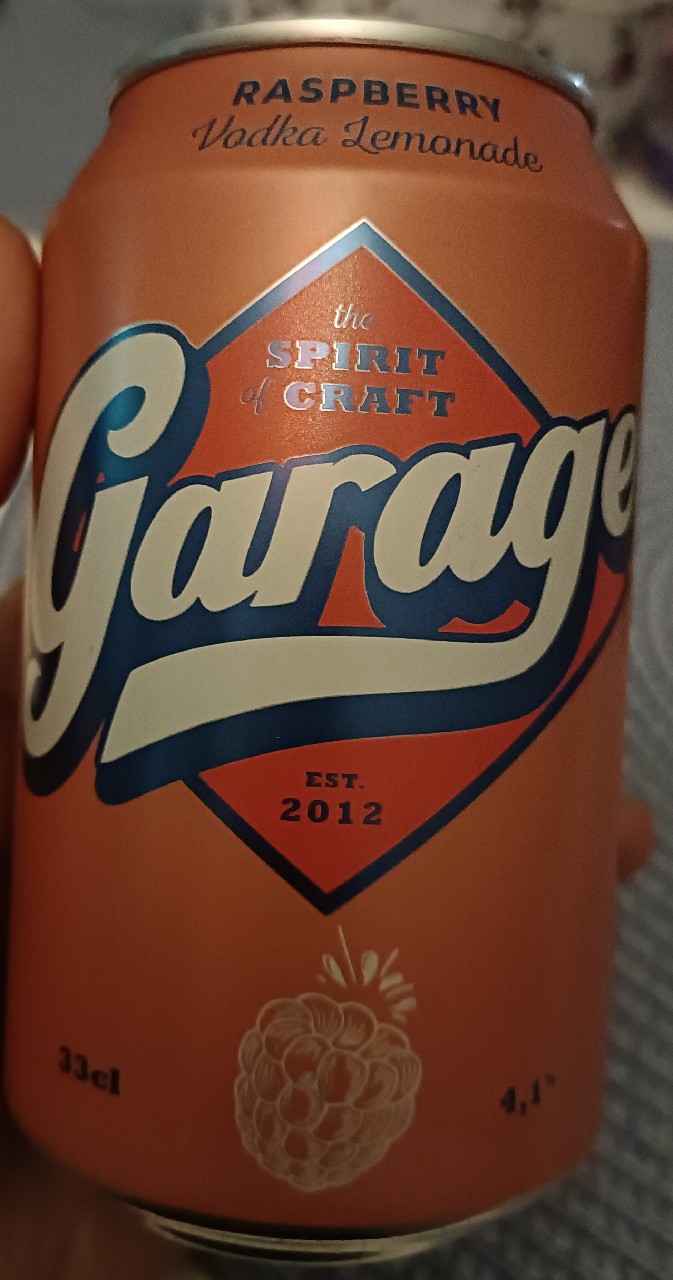 RASPBERRY
Vodka Lemonade
the
SPIRIT
of CRAFT
Garage
EST.
2012
33cl
4,1%